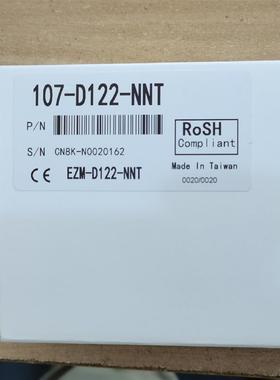 107-D122-NNT
P/N
S/N CN8K-N0020162
CE EZM-D122-NNT
RoSH
Compliant
Made In Taiwan
0020/0020